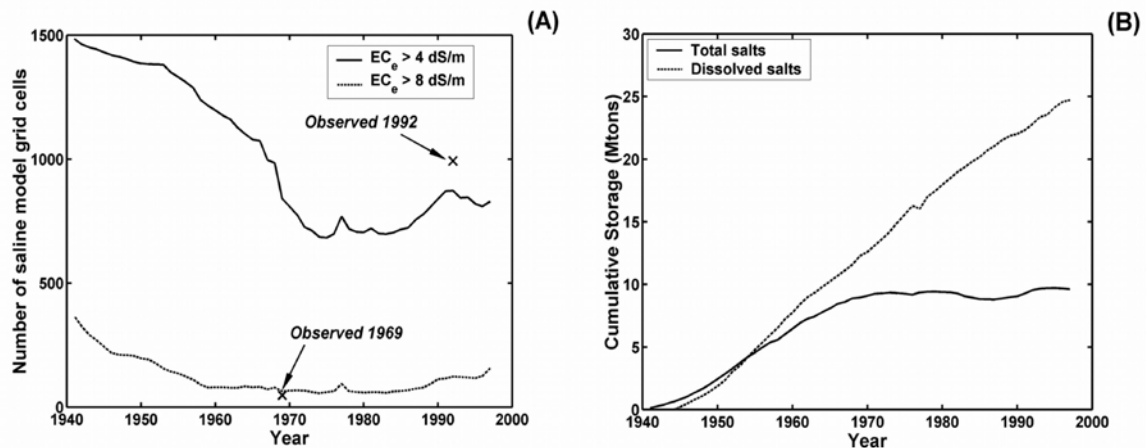 (A)
1500
1000
500
0
Number of saline model grid cells
ECe > 4 dS/m
ECe > 8 dS/m
Observed 1992
Observed 1969
1940 1950 1960 1970 1980 1990 2000
Year
(B)
30
25
20
15
10
5
0
Cumulative Storage (Mtons)
Total salts
Dissolved salts
1940 1950 1960 1970 1980 1990 2000
Year